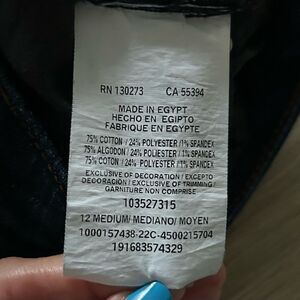 RN 130273 CA 55394
MADE IN EGYPT
HECHO EN EGIPTO
FABRIQUE EN EGYPTE
75% COTTON / 24% POLYESTER / 1% SPANDEX
75% ALGODON / 24% POLIESTER / 1% SPANDEX
75% COTON / 24% POLYESTER / 1% SPANDEX
EXCLUSIVE OF DECORATION / EXCEPTO
DECORACIÓN / EXCLUSIVE OF TRIMMING/
GARNITURE NON COMPRISE
103527315
12 MEDIUM/ MEDIANO/ MOYEN
1000157438-22C-4500215704
191683574329